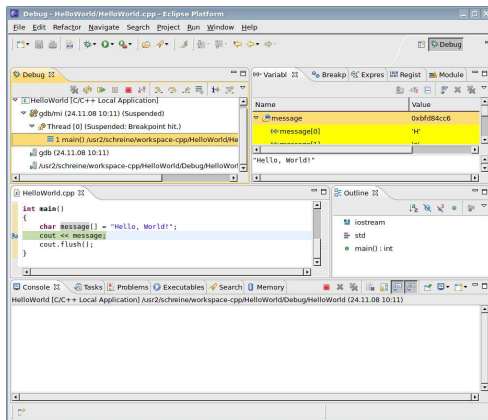 Debug - HelloWorld/HelloWorld.cpp - Eclipse Platform
File Edit Refactor Navigate Search Project Run Window Help
Debug
Debug
HelloWorld [C/C++ Local Application]
gdb/mi (24.11.08 10:11) (Suspended)
Thread [0] (Suspended: Breakpoint hit.)
1 main() /usr2/schreine/workspace-cpp/HelloWorld/He
gdb (24.11.08 10:11)
/usr2/schreine/workspace-cpp/HelloWorld/Debug/HelloWorl
Variabl Breakp Expres Regist Module
Name Value
message 0xbfd84cc6
message[0] 'H'
message[1]
"Hello, World!"
HelloWorld.cpp
int main()
{
char message[] = "Hello, World!";
cout << message;
cout.flush();
}
Outline
iostream
std
main() : int
Console Tasks Problems Executables Search Memory
HelloWorld [C/C++ Local Application] /usr2/schreine/workspace-cpp/HelloWorld/Debug/HelloWorld (24.11.08 10:11)